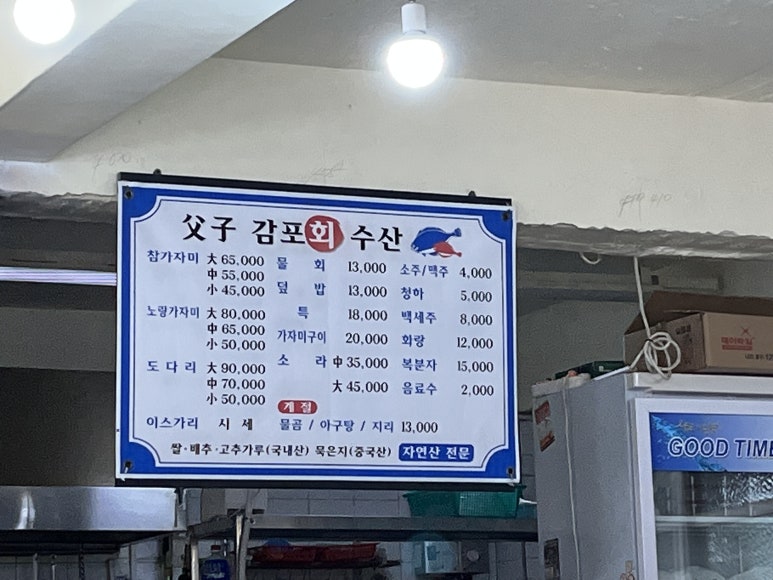 父子 감포회 수산
참가자미 大 65,000
中 55,000
小 45,000
노랑가자미 大 80,000
中 65,000
小 50,000
도다리 大 90,000
中 70,000
小 50,000
이스가리 시세
물회 13,000
덮밥 13,000
특 18,000
가자미구이 20,000
소라 中 35,000
大 45,000
계절
물곰 / 아구탕 / 지리 13,000
소주/맥주 4,000
청하 5,000
백세주 8,000
화랑 12,000
복분자 15,000
음료수 2,000
쌀·배추·고추가루(국내산) 묵은지(중국산) 자연산 전문
GOOD TIME